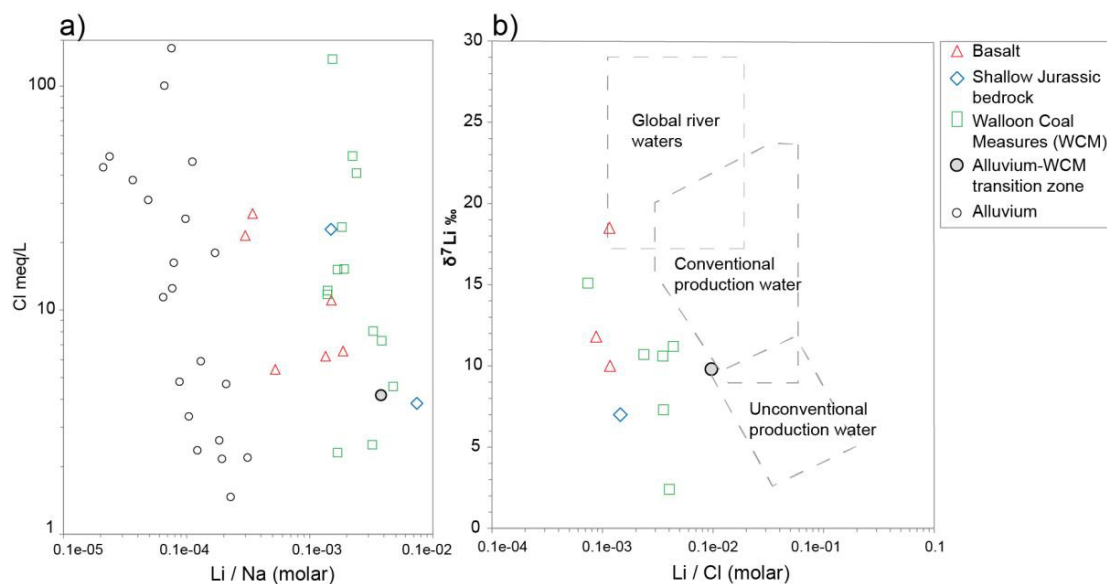 a)
100
10
1
Cl meq/L
0.1e-05
0.1e-04
0.1e-03
0.1e-02
Li / Na (molar)
b)
30
25
20
15
10
5
0
δ⁷Li ‰
Global river
waters
Conventional
production water
Unconventional
production water
0.1e-04
0.1e-03
0.1e-02
0.1e-01
0.1
Li / Cl (molar)
Basalt
Shallow Jurassic
bedrock
Walloon Coal
Measures (WCM)
Alluvium-WCM
transition zone
Alluvium